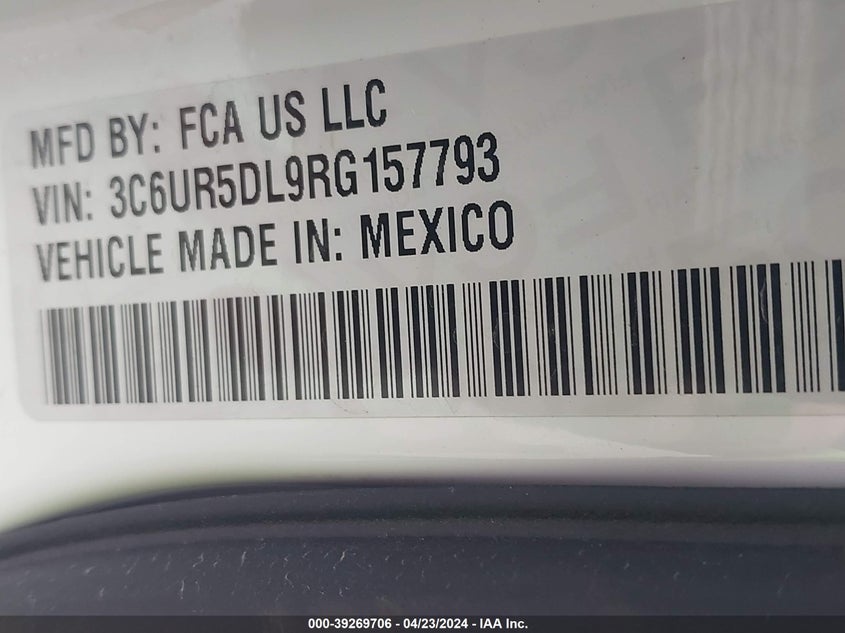 MFD BY: FCA US LLC
VIN: 3C6UR5DL9RG157793
VEHICLE MADE IN: MEXICO
000-39269706 - 04/23/2024 - IAA Inc.